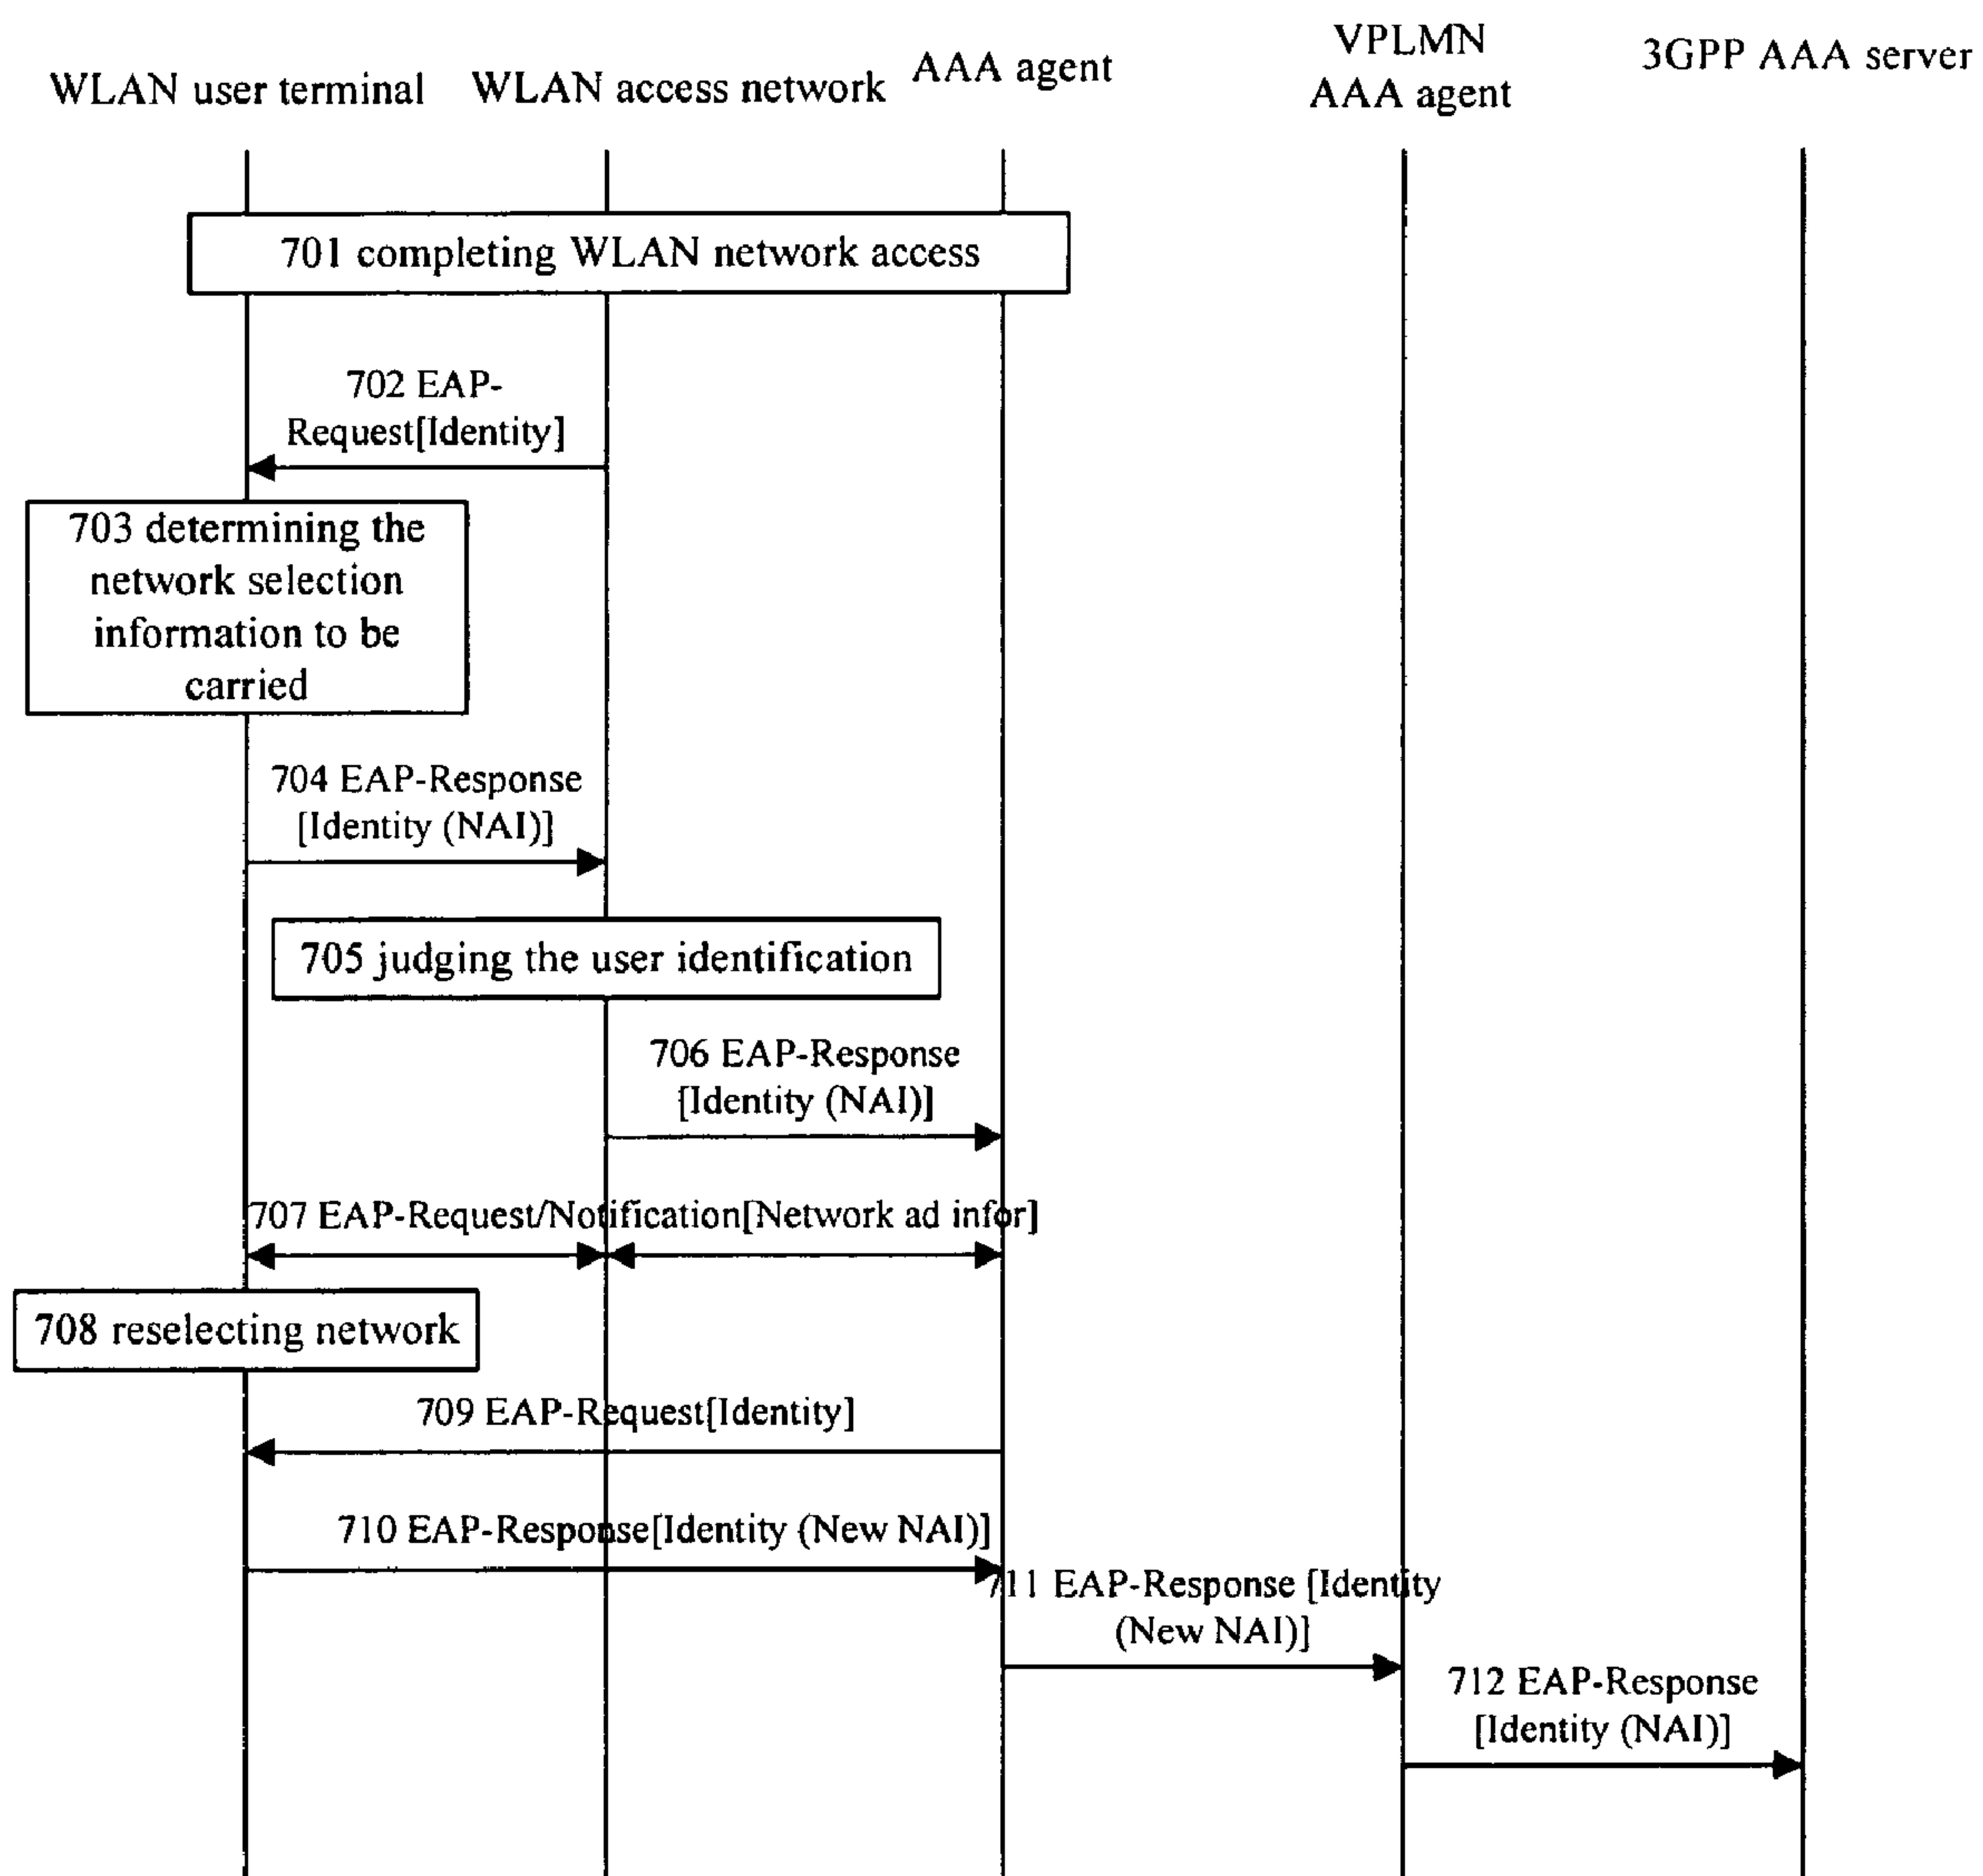 WLAN user terminal
WLAN access network
AAA agent
VPLMN
AAA agent
3GPP AAA server
701 completing WLAN network access
702 EAP-
Request[Identity]
703 determining the
network selection
information to be
carried
704 EAP-Response
[Identity (NAI)]
705 judging the user identification
706 EAP-Response
[Identity (NAI)]
707 EAP-Request/Notification[Network ad infor]
708 reselecting network
709 EAP-Request[Identity]
710 EAP-Response[Identity (New NAI)]
711 EAP-Response [Identity
(New NAI)]
712 EAP-Response
[Identity (NAI)]